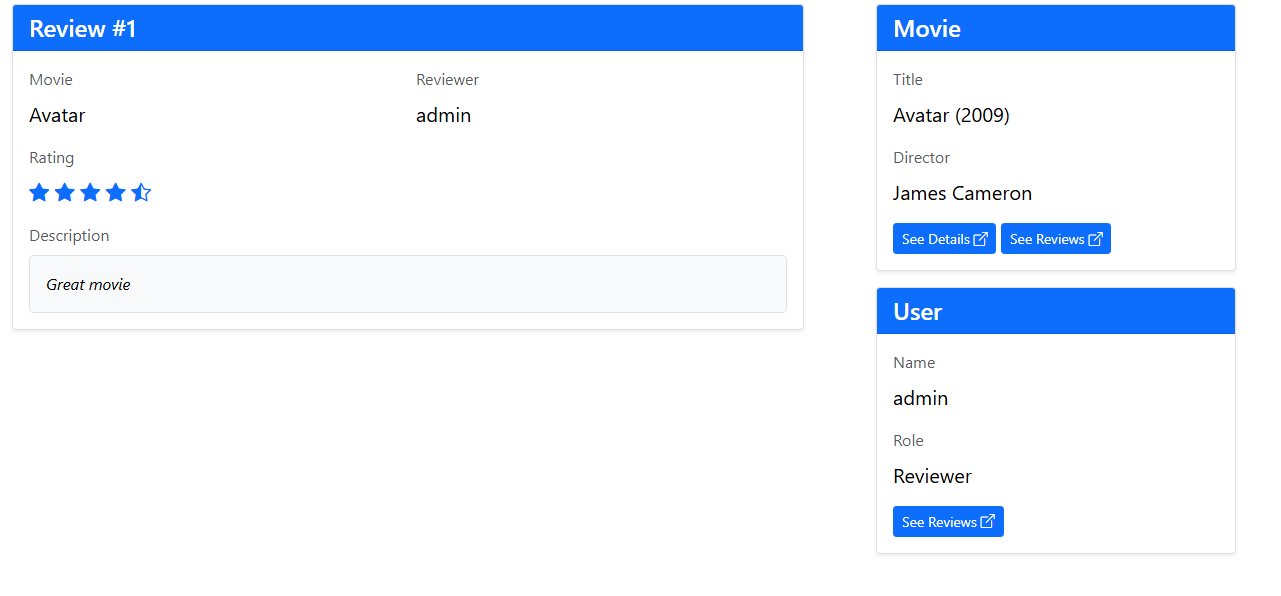 Review #1
Movie
Reviewer
Avatar
admin
Rating
Description
Great movie
Movie
Title
Avatar (2009)
Director
James Cameron
See Details
See Reviews
User
Name
admin
Role
Reviewer
See Reviews